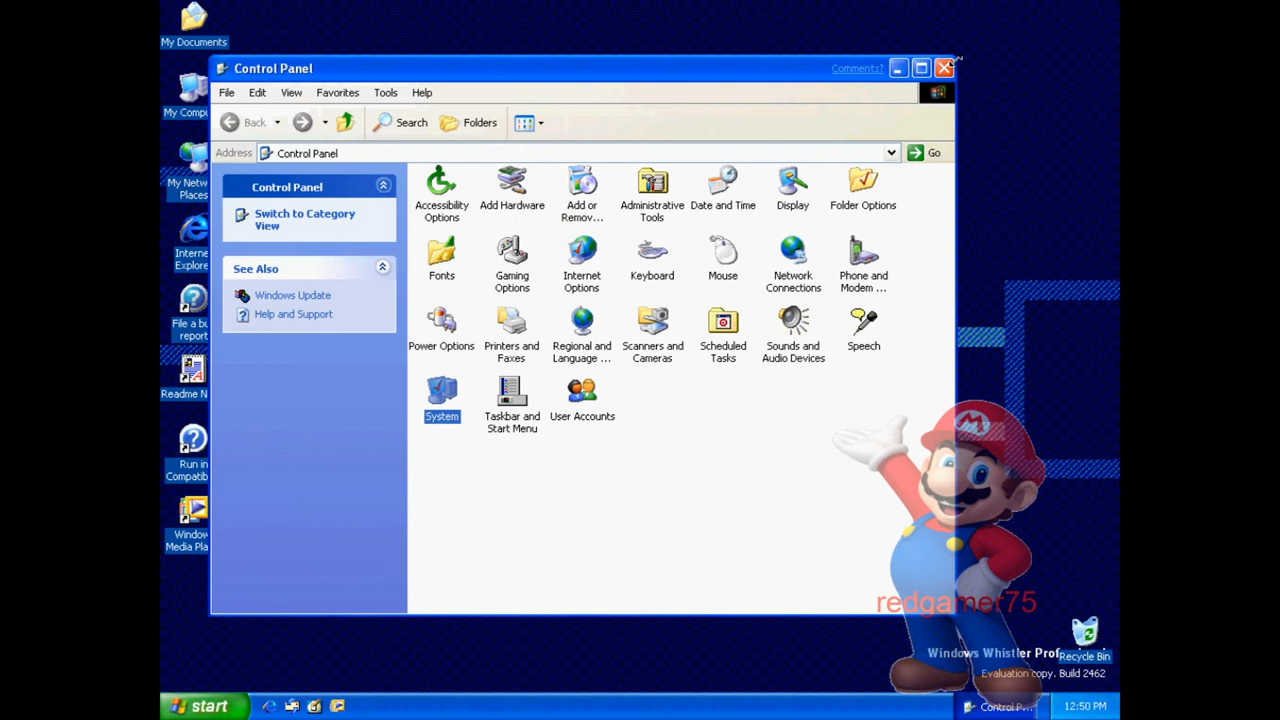 My Documents
Control Panel
Comments?
File Edit View Favorites Tools Help
My Compu
Back
Search
Folders
Address
Control Panel
Go
My Netw
Places
Control Panel
Switch to Category
View
See Also
Windows Update
Help and Support
Accessibility
Options
Add Hardware
Add or
Remov...
Administrative
Tools
Date and Time
Display
Folder Options
Interne
Explore
Fonts
Gaming
Options
Internet
Options
Keyboard
Mouse
Network
Connections
Phone and
Modem ...
File a bu
report
Power Options
Printers and
Faxes
Regional and
Language ...
Scanners and
Cameras
Scheduled
Tasks
Sounds and
Audio Devices
Speech
Readme N
System
Taskbar and
Start Menu
User Accounts
M
Run in
Compatib
Window
Media Pla
redgamer75
Windows Whistler Prof
Recycle Bin
Evaluation copy. Build 2462
start
Control P...
12:50 PM